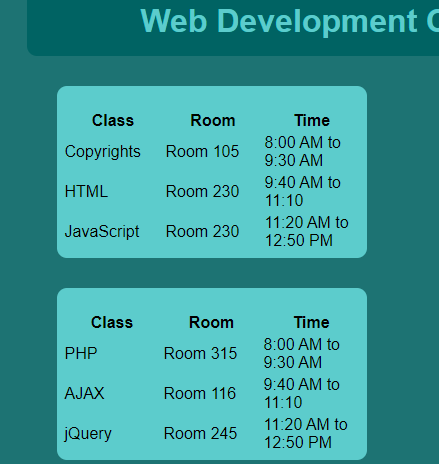 Web Development C
Class Room Time
Copyrights Room 105 8:00 AM to
9:30 AM
HTML Room 230 9:40 AM to
11:10
JavaScript Room 230 11:20 AM to
12:50 PM
Class Room Time
PHP Room 315 8:00 AM to
9:30 AM
AJAX Room 116 9:40 AM to
11:10
jQuery Room 245 11:20 AM to
12:50 PM